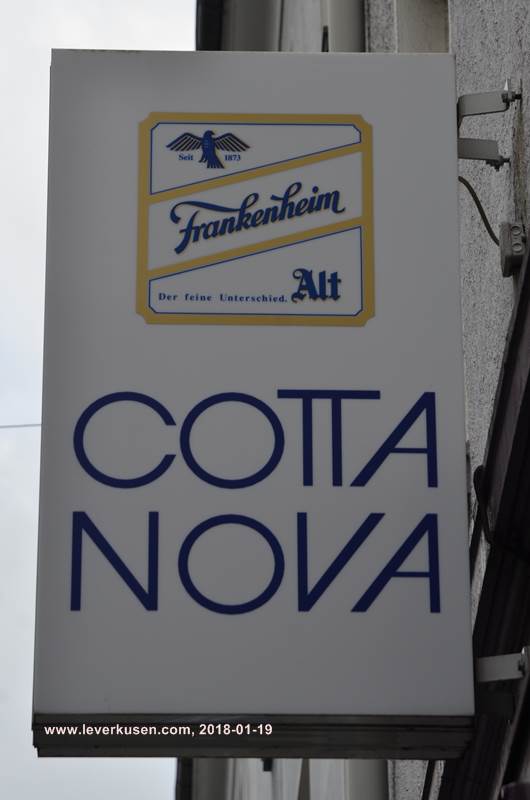 Seit 1873
Frankenheim
Der feine Unterschied. Alt
COTTA
NOVA
www.leverkusen.com, 2018-01-19